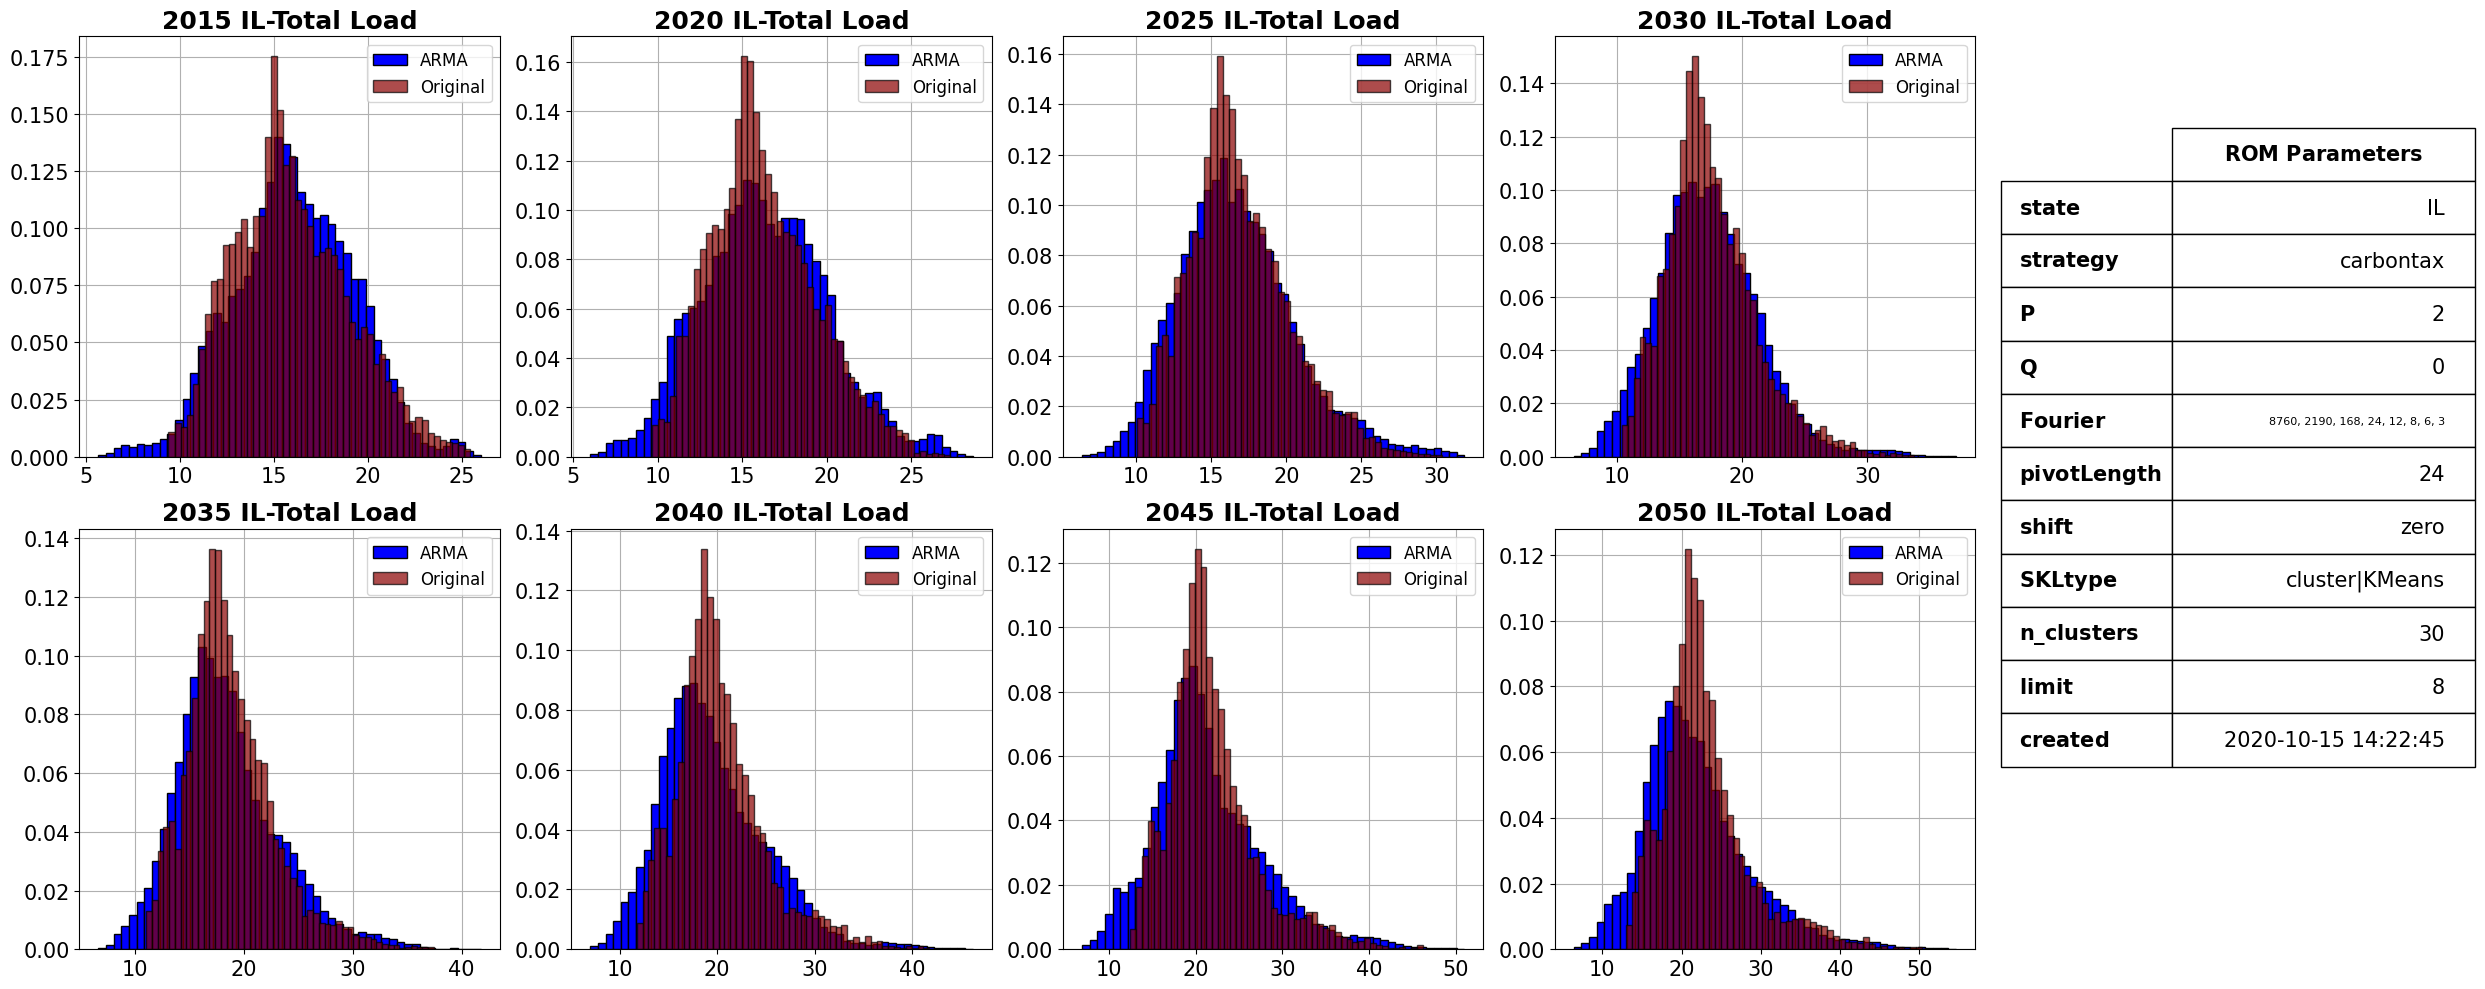 2015 IL-Total Load
0.175
0.150
0.125
0.100
0.075
0.050
0.025
0.000
5
10
15
20
25
ARMA
Original
2020 IL-Total Load
0.16
0.14
0.12
0.10
0.08
0.06
0.04
0.02
0.00
5
10
15
20
25
ARMA
Original
2025 IL-Total Load
0.16
0.14
0.12
0.10
0.08
0.06
0.04
0.02
0.00
10
15
20
25
30
ARMA
Original
2030 IL-Total Load
0.14
0.12
0.10
0.08
0.06
0.04
0.02
0.00
10
20
30
ARMA
Original
2035 IL-Total Load
0.14
0.12
0.10
0.08
0.06
0.04
0.02
0.00
10
20
30
40
ARMA
Original
2040 IL-Total Load
0.14
0.12
0.10
0.08
0.06
0.04
0.02
0.00
10
20
30
40
ARMA
Original
2045 IL-Total Load
0.12
0.10
0.08
0.06
0.04
0.02
0.00
10
20
30
40
50
ARMA
Original
2050 IL-Total Load
0.12
0.10
0.08
0.06
0.04
0.02
0.00
10
20
30
40
50
ARMA
Original
ROM Parameters
state IL
strategy carbontax
P 2
Q 0
Fourier 8760, 2190, 168, 24, 12, 8, 6, 3
pivotLength 24
shift zero
SKLtype cluster|KMeans
n_clusters 30
limit 8
created 2020-10-15 14:22:45